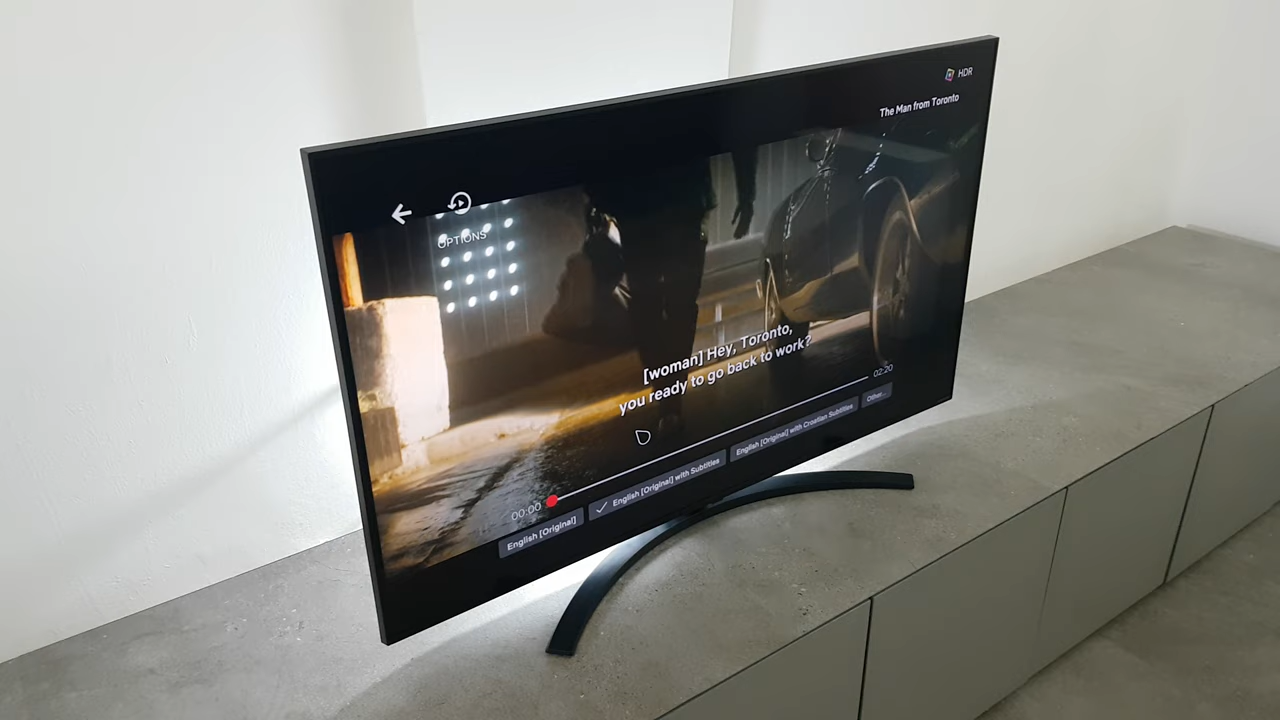 HDR
The Man from Toronto
OPTIONS
[woman] Hey, Toronto,
you ready to go back to work?
02:20
00:00
English [Original]
English [Original] with Subtitles
English [Original] with Croatian Subtitles
Other...